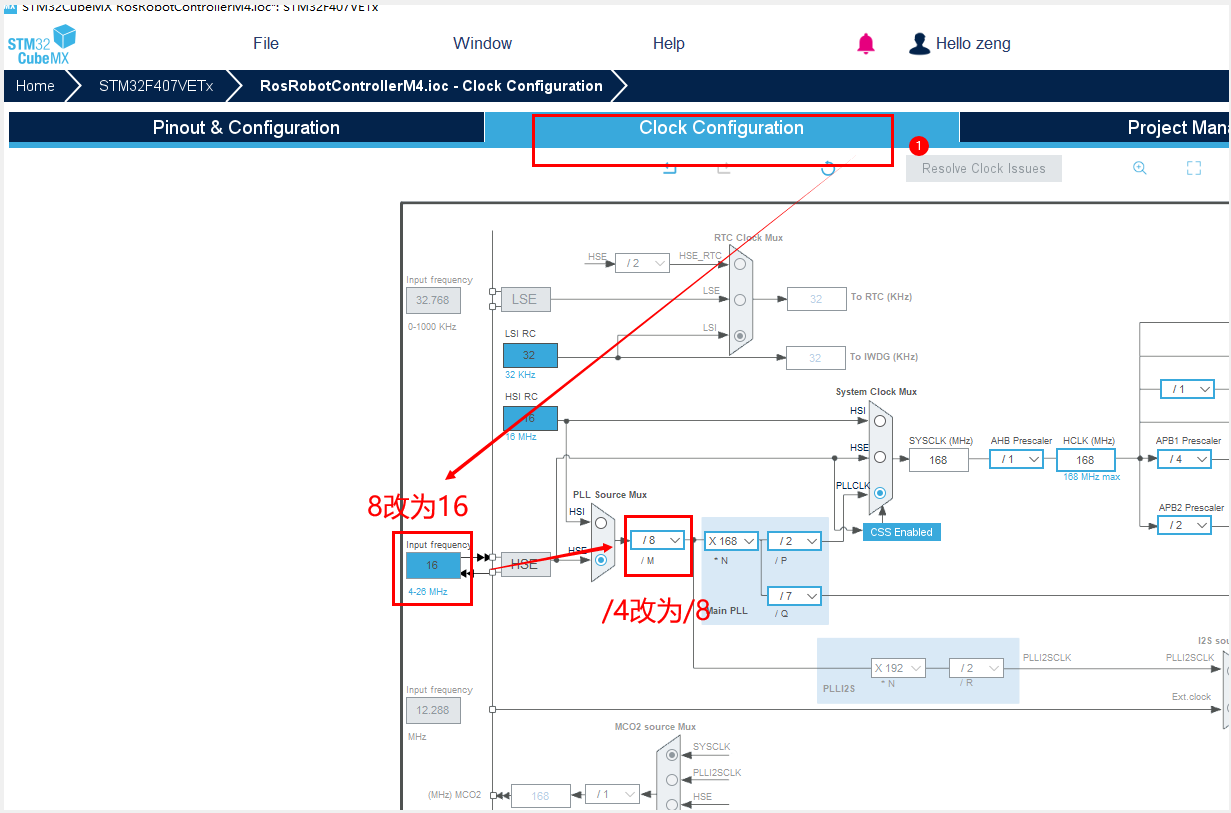 STM32CubeMX RosRobotControllerM4.ioc*: STM32F407VETx
STM32 CubeMX
File
Window
Help
Hello zeng
Home
STM32F407VETx
RosRobotControllerM4.ioc - Clock Configuration
Pinout & Configuration
Clock Configuration
Project Man
1
Resolve Clock Issues
RTC Clock Mux
HSE
/ 2
HSE_RTC
Input frequency
32.768
0-1000 KHz
LSE
LSE
32
To RTC (KHz)
LSI
LSI RC
32
32 KHz
32
To IWDG (KHz)
HSI RC
16
16 MHz
System Clock Mux
HSI
HSE
PLLCLK
SYSCLK (MHz)
168
AHB Prescaler
/ 1
HCLK (MHz)
168
168 MHz max
/ 1
APB1 Prescaler
/ 4
APB2 Prescaler
/ 2
CSS Enabled
8改为16
Input frequency
16
4-26 MHz
HSE
PLL Source Mux
HSI
HSE
/ 8
/ M
X 168
* N
/ 2
/ P
/ 7
/ Q
Main PLL
/4改为/8
X 192
* N
/ 2
/ R
PLLI2S
PLLI2SCLK
I2S sou
PLLI2SCLK
Ext.clock
Input frequency
12.288
MHz
MCO2 source Mux
SYSCLK
PLLI2SCLK
HSE
(MHz) MCO2
168
/ 1